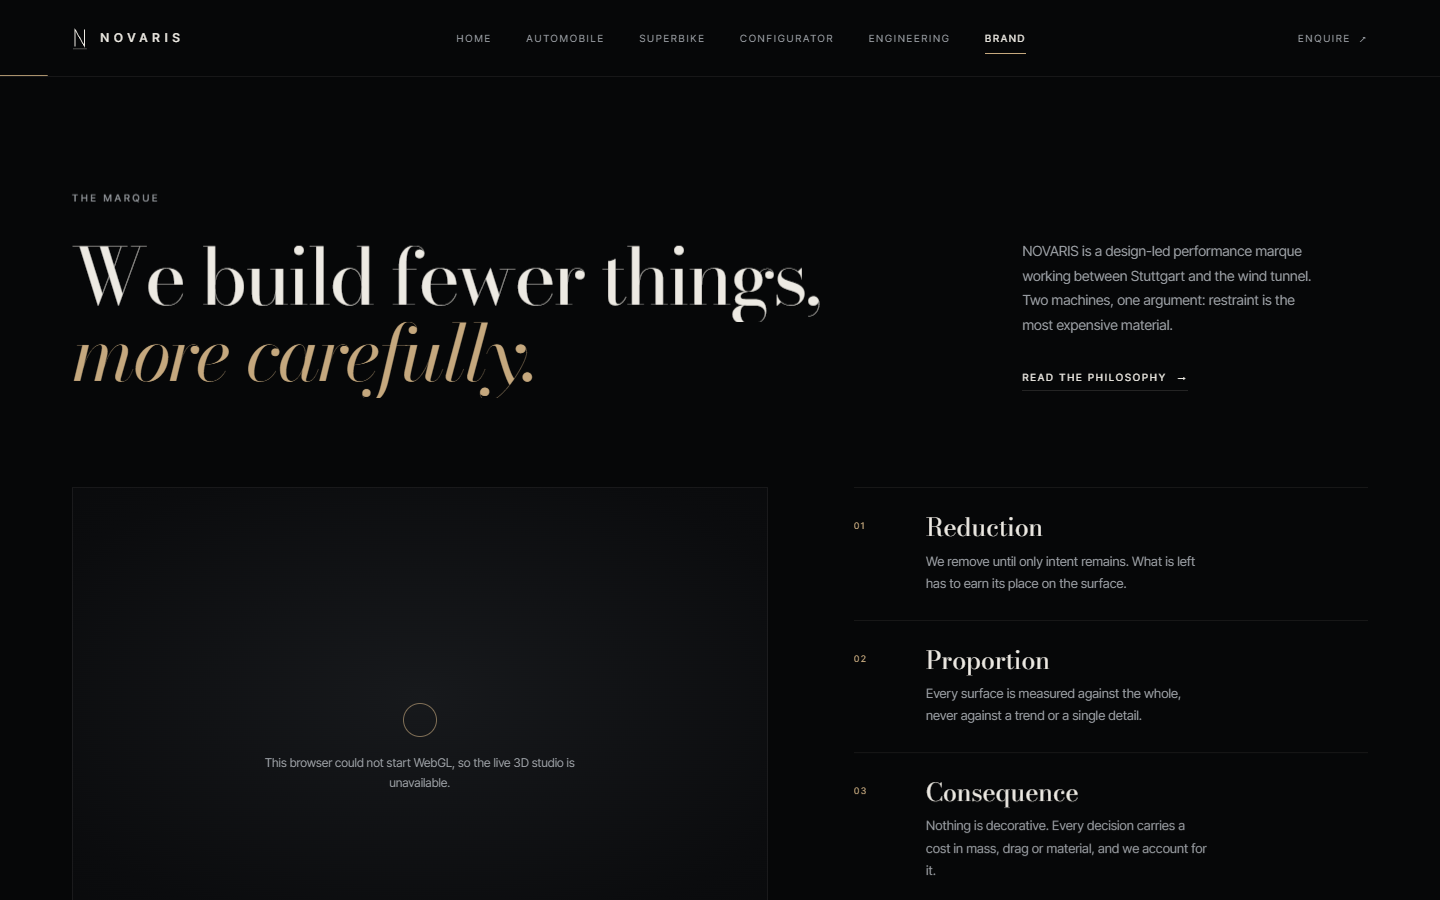 NOVARIS
HOME AUTOMOBILE SUPERBIKE CONFIGURATOR ENGINEERING BRAND
ENQUIRE ↗
THE MARQUE
We build fewer things,
more carefully.
NOVARIS is a design-led performance marque
working between Stuttgart and the wind tunnel.
Two machines, one argument: restraint is the
most expensive material.
READ THE PHILOSOPHY →
This browser could not start WebGL, so the live 3D studio is
unavailable.
01
Reduction
We remove until only intent remains. What is left
has to earn its place on the surface.
02
Proportion
Every surface is measured against the whole,
never against a trend or a single detail.
03
Consequence
Nothing is decorative. Every decision carries a
cost in mass, drag or material, and we account for
it.